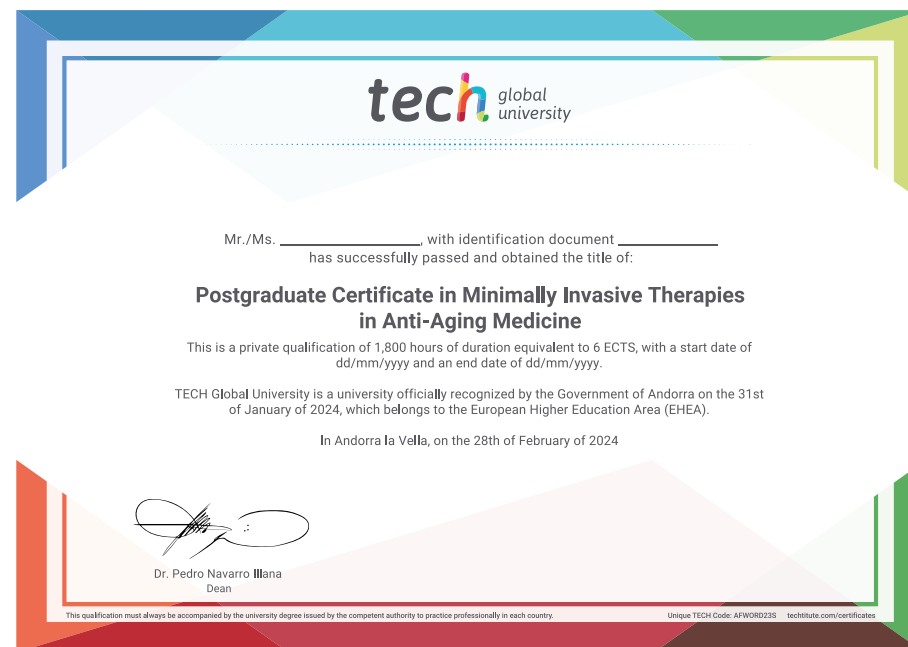 tech global university
Mr./Ms. ____________, with identification document ____________
has successfully passed and obtained the title of:
Postgraduate Certificate in Minimally Invasive Therapies
in Anti-Aging Medicine
This is a private qualification of 1,800 hours of duration equivalent to 6 ECTS, with a start date of
dd/mm/yyyy and an end date of dd/mm/yyyy.
TECH Global University is a university officially recognized by the Government of Andorra on the 31st
of January of 2024, which belongs to the European Higher Education Area (EHEA).
In Andorra la Vella, on the 28th of February of 2024
Dr. Pedro Navarro Illana
Dean
This qualification must always be accompanied by the university degree issued by the competent authority to practice professionally in each country.
Unique TECH Code: AFWORD23S techtitute.com/certificates